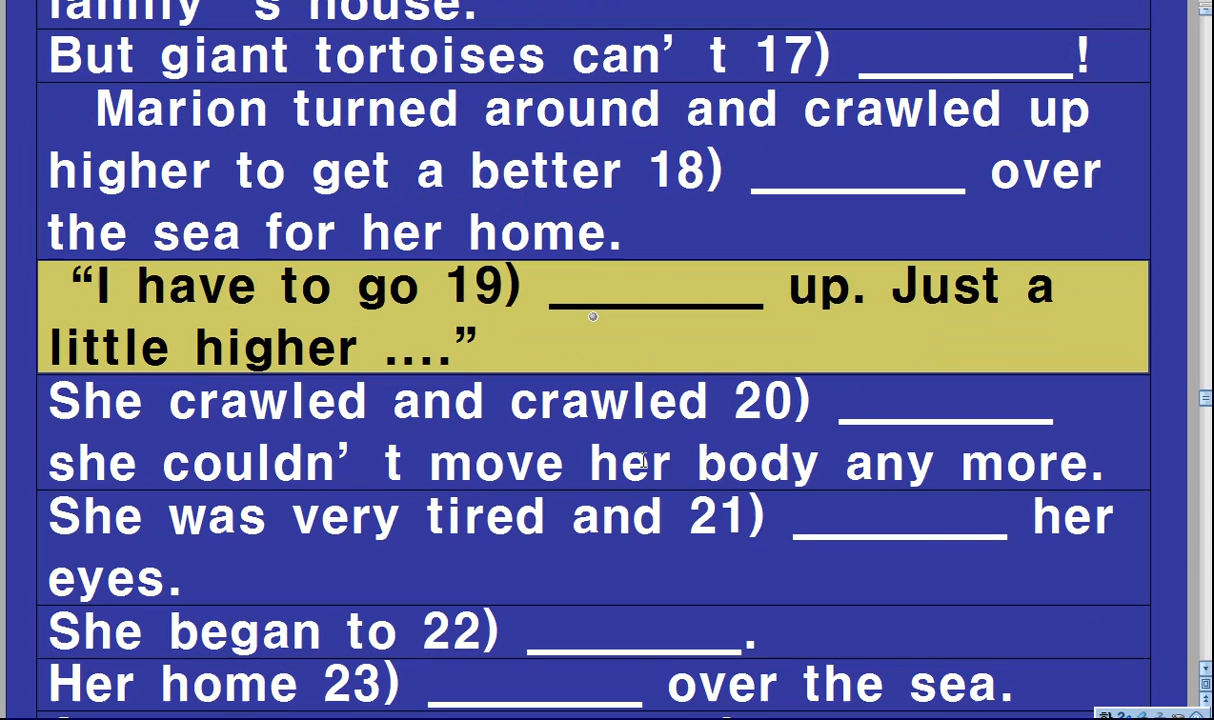 family ’ s house.
But giant tortoises can’ t 17) ________!
Marion turned around and crawled up
higher to get a better 18) ________ over
the sea for her home.
“I have to go 19) ________ up. Just a
little higher ....”
She crawled and crawled 20) ________
she couldn’ t move her body any more.
She was very tired and 21) ________ her
eyes.
She began to 22) ________.
Her home 23) ________ over the sea.